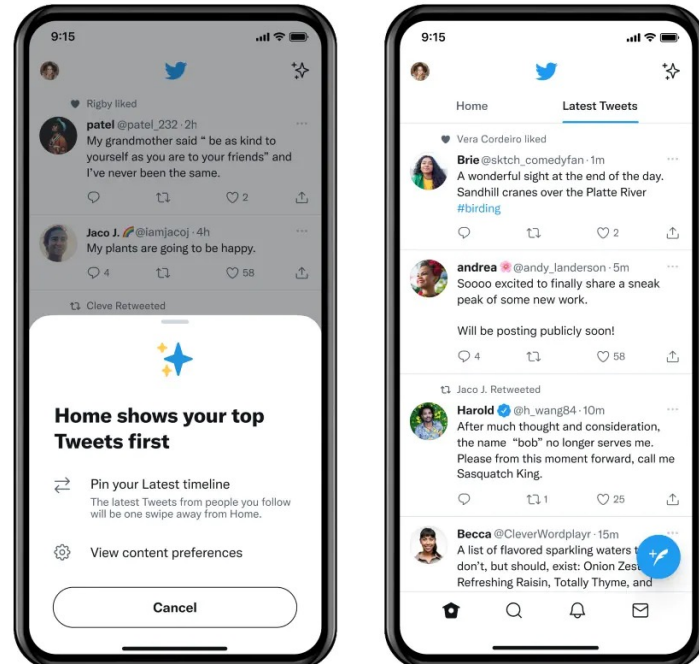 9:15
Rigby liked
patel @patel_232 · 2h
My grandmother said “ be as kind to
yourself as you are to your friends” and
I’ve never been the same.
2
Jaco J. @iamjacoj · 4h
My plants are going to be happy.
4 58
Cleve Retweeted
Home shows your top
Tweets first
Pin your Latest timeline
The latest Tweets from people you follow
will be one swipe away from Home.
View content preferences
Cancel
9:15
Home Latest Tweets
Vera Cordeiro liked
Brie @sktch_comedyfan · 1m
A wonderful sight at the end of the day.
Sandhill cranes over the Platte River
#birding
2
andrea @andy_landerson · 5m
Soooo excited to finally share a sneak
peak of some new work.
Will be posting publicly soon!
4 58
Jaco J. Retweeted
Harold @h_wang84 · 10m
After much thought and consideration,
the name “bob” no longer serves me.
Please from this moment forward, call me
Sasquatch King.
1 25
Becca @CleverWordplayr · 15m
A list of flavored sparkling waters t
don’t, but should, exist: Onion Zest
Refreshing Raisin, Totally Thyme, and